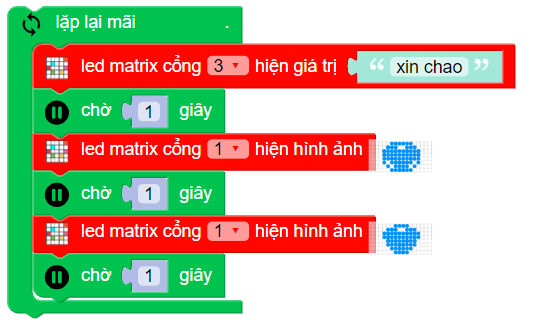 lặp lại mãi .
led matrix cổng 3 hiện giá trị “ xin chao ”
chờ 1 giây
led matrix cổng 1 hiện hình ảnh
chờ 1 giây
led matrix cổng 1 hiện hình ảnh
chờ 1 giây